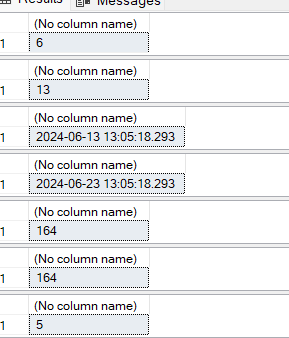 Results Messages
(No column name)
1 6
(No column name)
1 13
(No column name)
1 2024-06-13 13:05:18.293
(No column name)
1 2024-06-23 13:05:18.293
(No column name)
1 164
(No column name)
1 164
(No column name)
1 5